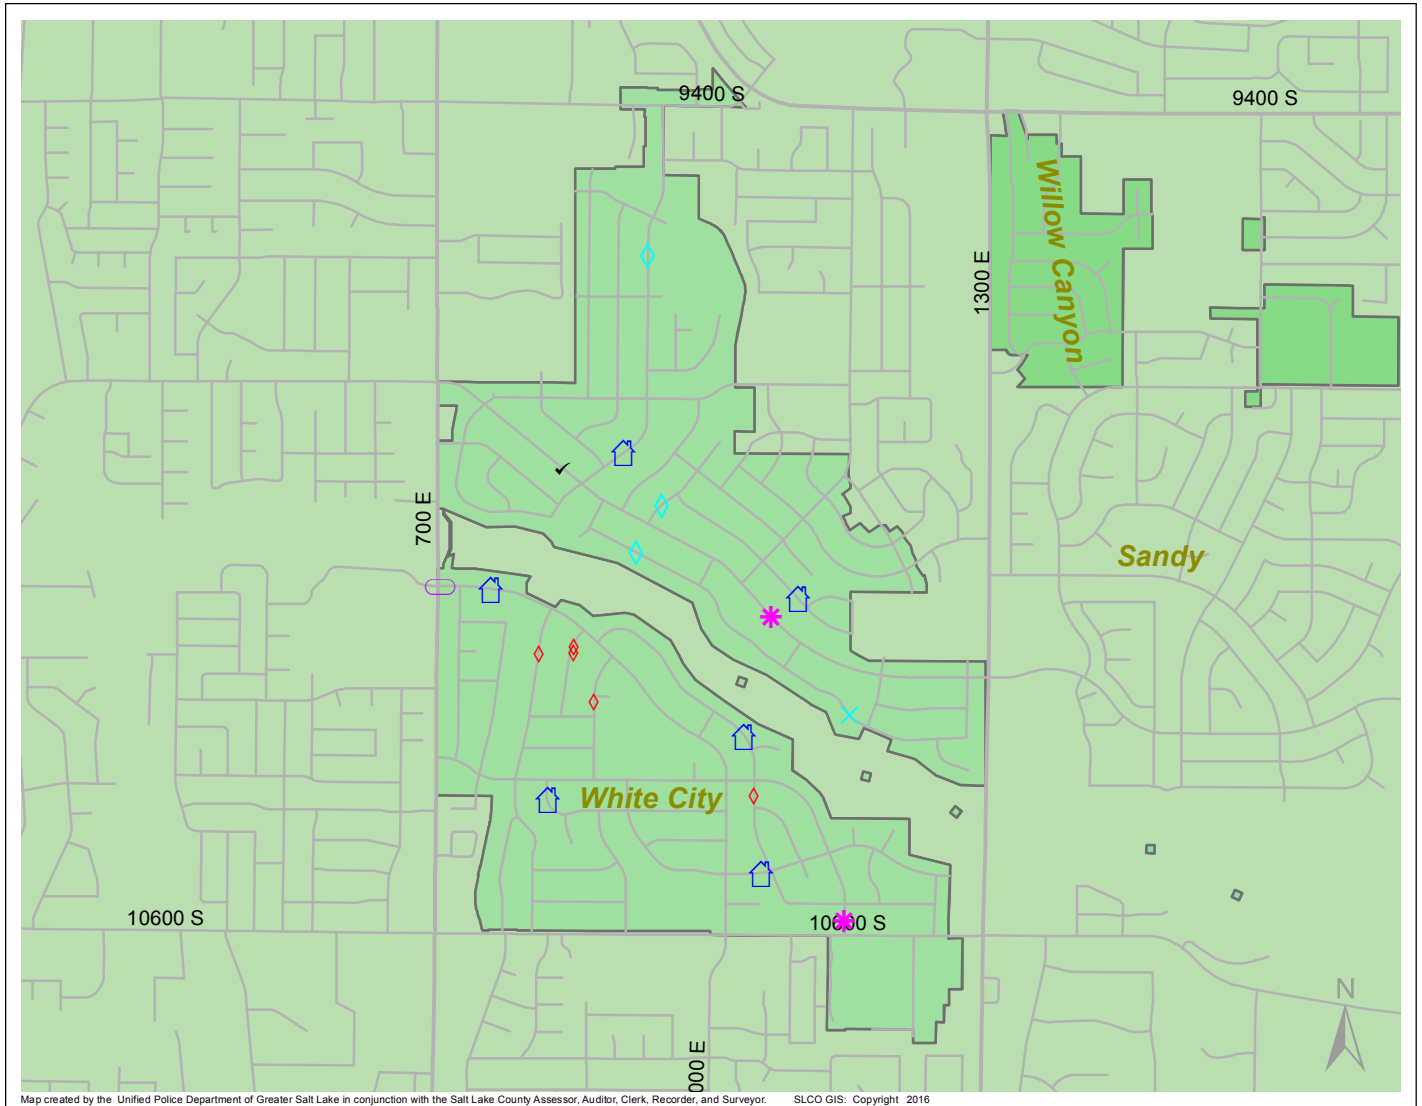 9400 S
9400 S
Willow Canyon
1300 E
700 E
Sandy
White City
10600 S
10600 S
000 E
N
Map created by the Unified Police Department of Greater Salt Lake in conjunction with the Salt Lake County Assessor, Auditor, Clerk, Recorder, and Surveyor. SLCO GIS: Copyright 2016